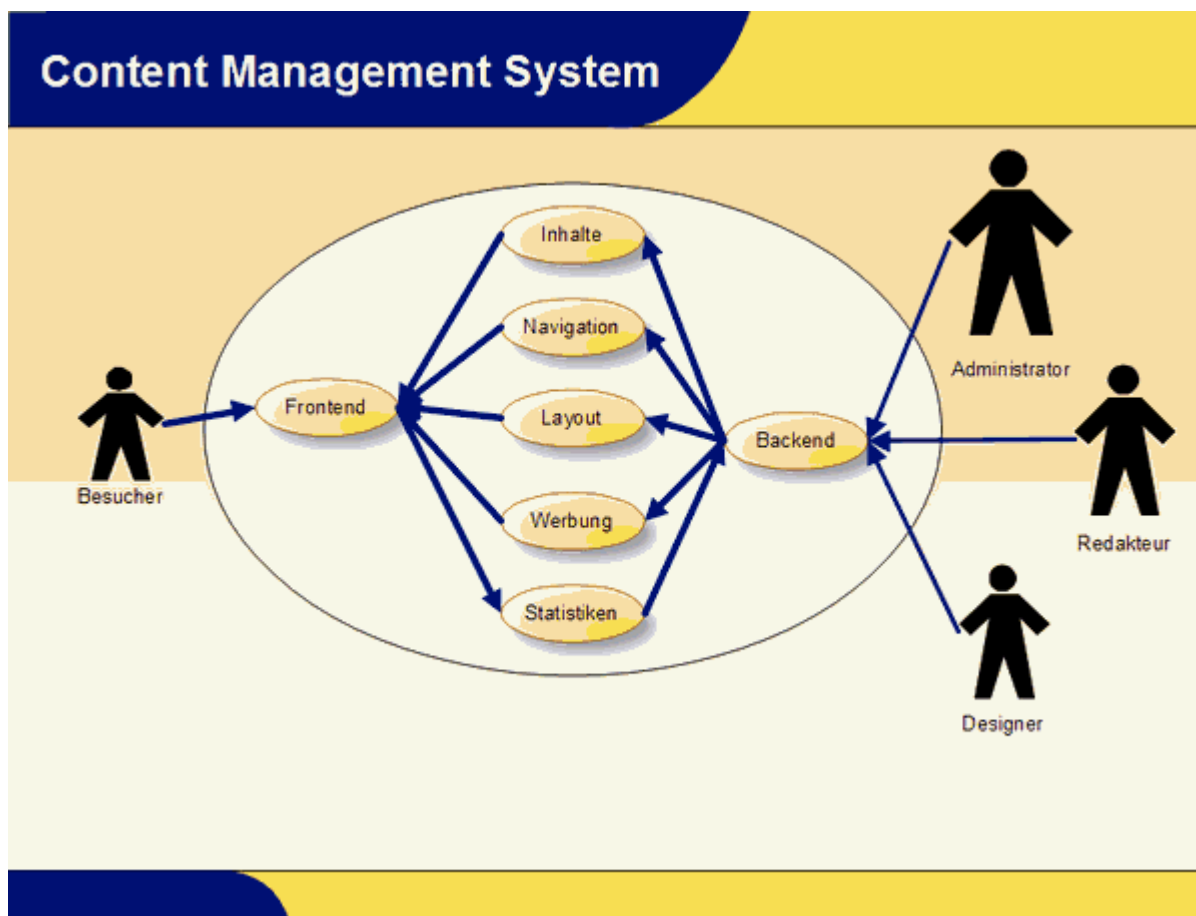 Content Management System
Inhalte
Navigation
Administrator
Frontend
Layout
Backend
Besucher
Werbung
Redakteur
Statistiken
Designer